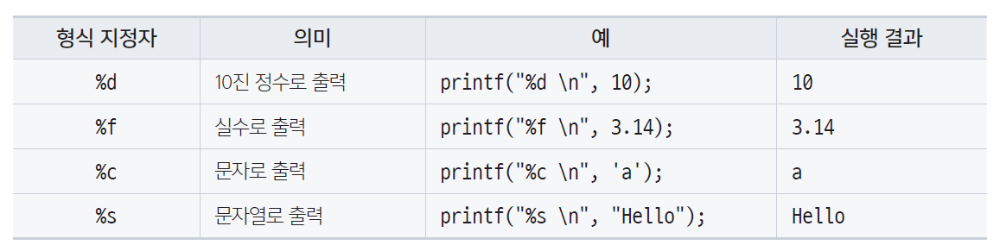 형식 지정자 의미 예 실행 결과
%d 10진 정수로 출력 printf("%d \n", 10); 10
%f 실수로 출력 printf("%f \n", 3.14); 3.14
%c 문자로 출력 printf("%c \n", 'a'); a
%s 문자열로 출력 printf("%s \n", "Hello"); Hello